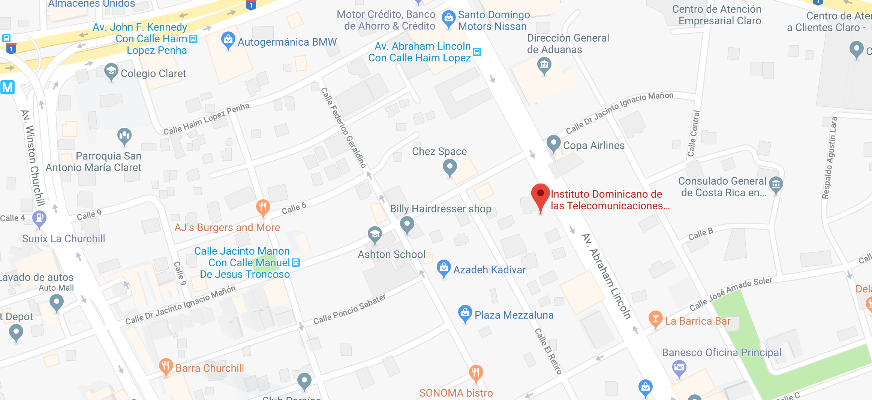 Almacenes Unidos
Motor Crédito, Banco
de Ahorro & Crédito
Santo Domingo
Motors Nissan
Centro de Atención
Empresarial Claro
Centro de Atención
a Clientes Claro -
1
1
1
Av. John F. Kennedy
Con Calle Haim
Lopez Penha
Autogermánica BMW
Av. Abraham Lincoln
Con Calle Haim Lopez
Dirección General
de Aduanas
Colegio Claret
M
Calle Haim Lopez Penha
Calle Federico Geraldino
Calle Dr Jacinto Ignacio Mañon
Calle Central
Respaldo Agustin Lara
Av. Winston Churchill
Parroquia San
Antonio María Claret
Chez Space
Copa Airlines
Consulado General
de Costa Rica en...
Instituto Dominicano de
las Telecomunicaciones...
Calle 4
Calle 9
Calle 6
AJ's Burgers and More
Billy Hairdresser shop
Sunix La Churchill
Calle B
Av. Abraham Lincoln
Calle Jacinto Manon
Con Calle Manuel
De Jesus Troncoso
Ashton School
Calle 9
Azadeh Kadivar
Lavado de autos
Auto Mall
Calle José Amado Soler
Calle Dr Jacinto Ignacio Mañón
Calle Poncio Sabater
Plaza Mezzaluna
La Barrica Bar
t Depot
Calle El Retiro
Banesco Oficina Principal
Barra Churchill
SONOMA bistro
Calle C